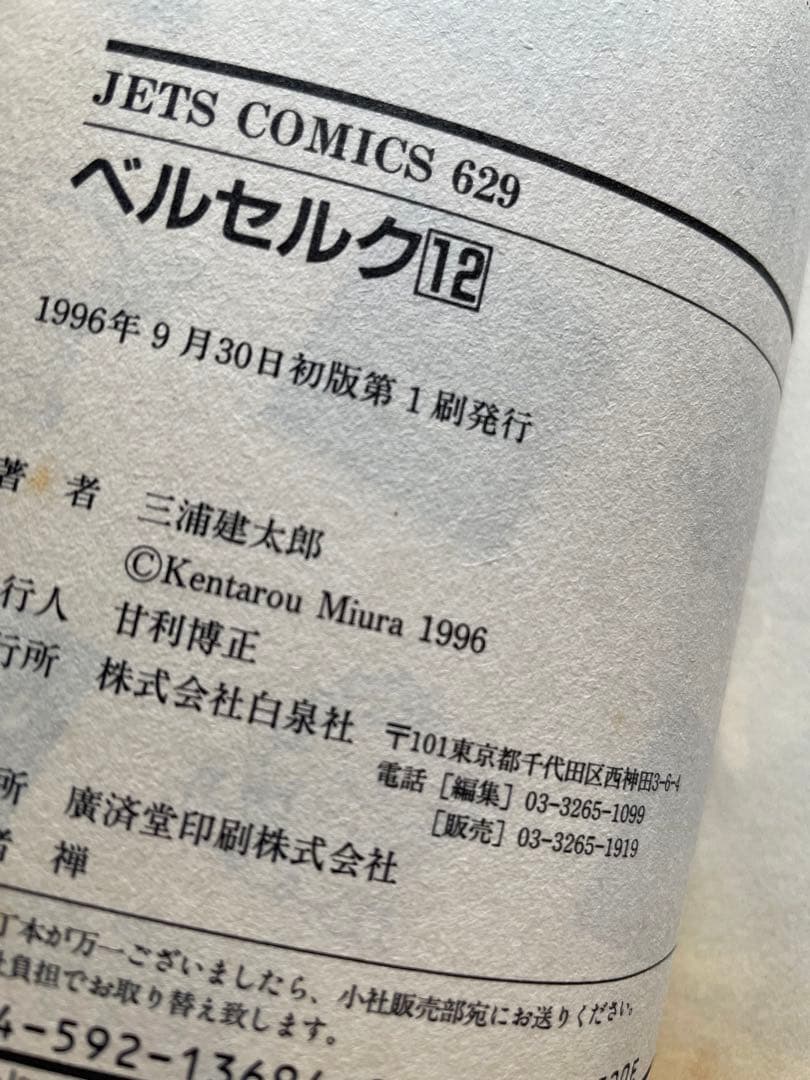 JETS COMICS 629
ベルセルク12
1996年9月30日初版第1刷発行
著者 三浦建太郎
©Kentarou Miura 1996
行人 甘利博正
行所 株式会社白泉社 〒101東京都千代田区西神田3-6-4
電話[編集]03-3265-1099
[販売]03-3265-1919
所 廣済堂印刷株式会社
者 禅
丁本が万一ございましたら、小社販売部宛にお送りください。
社負担でお取り替え致します。
4-592-1369